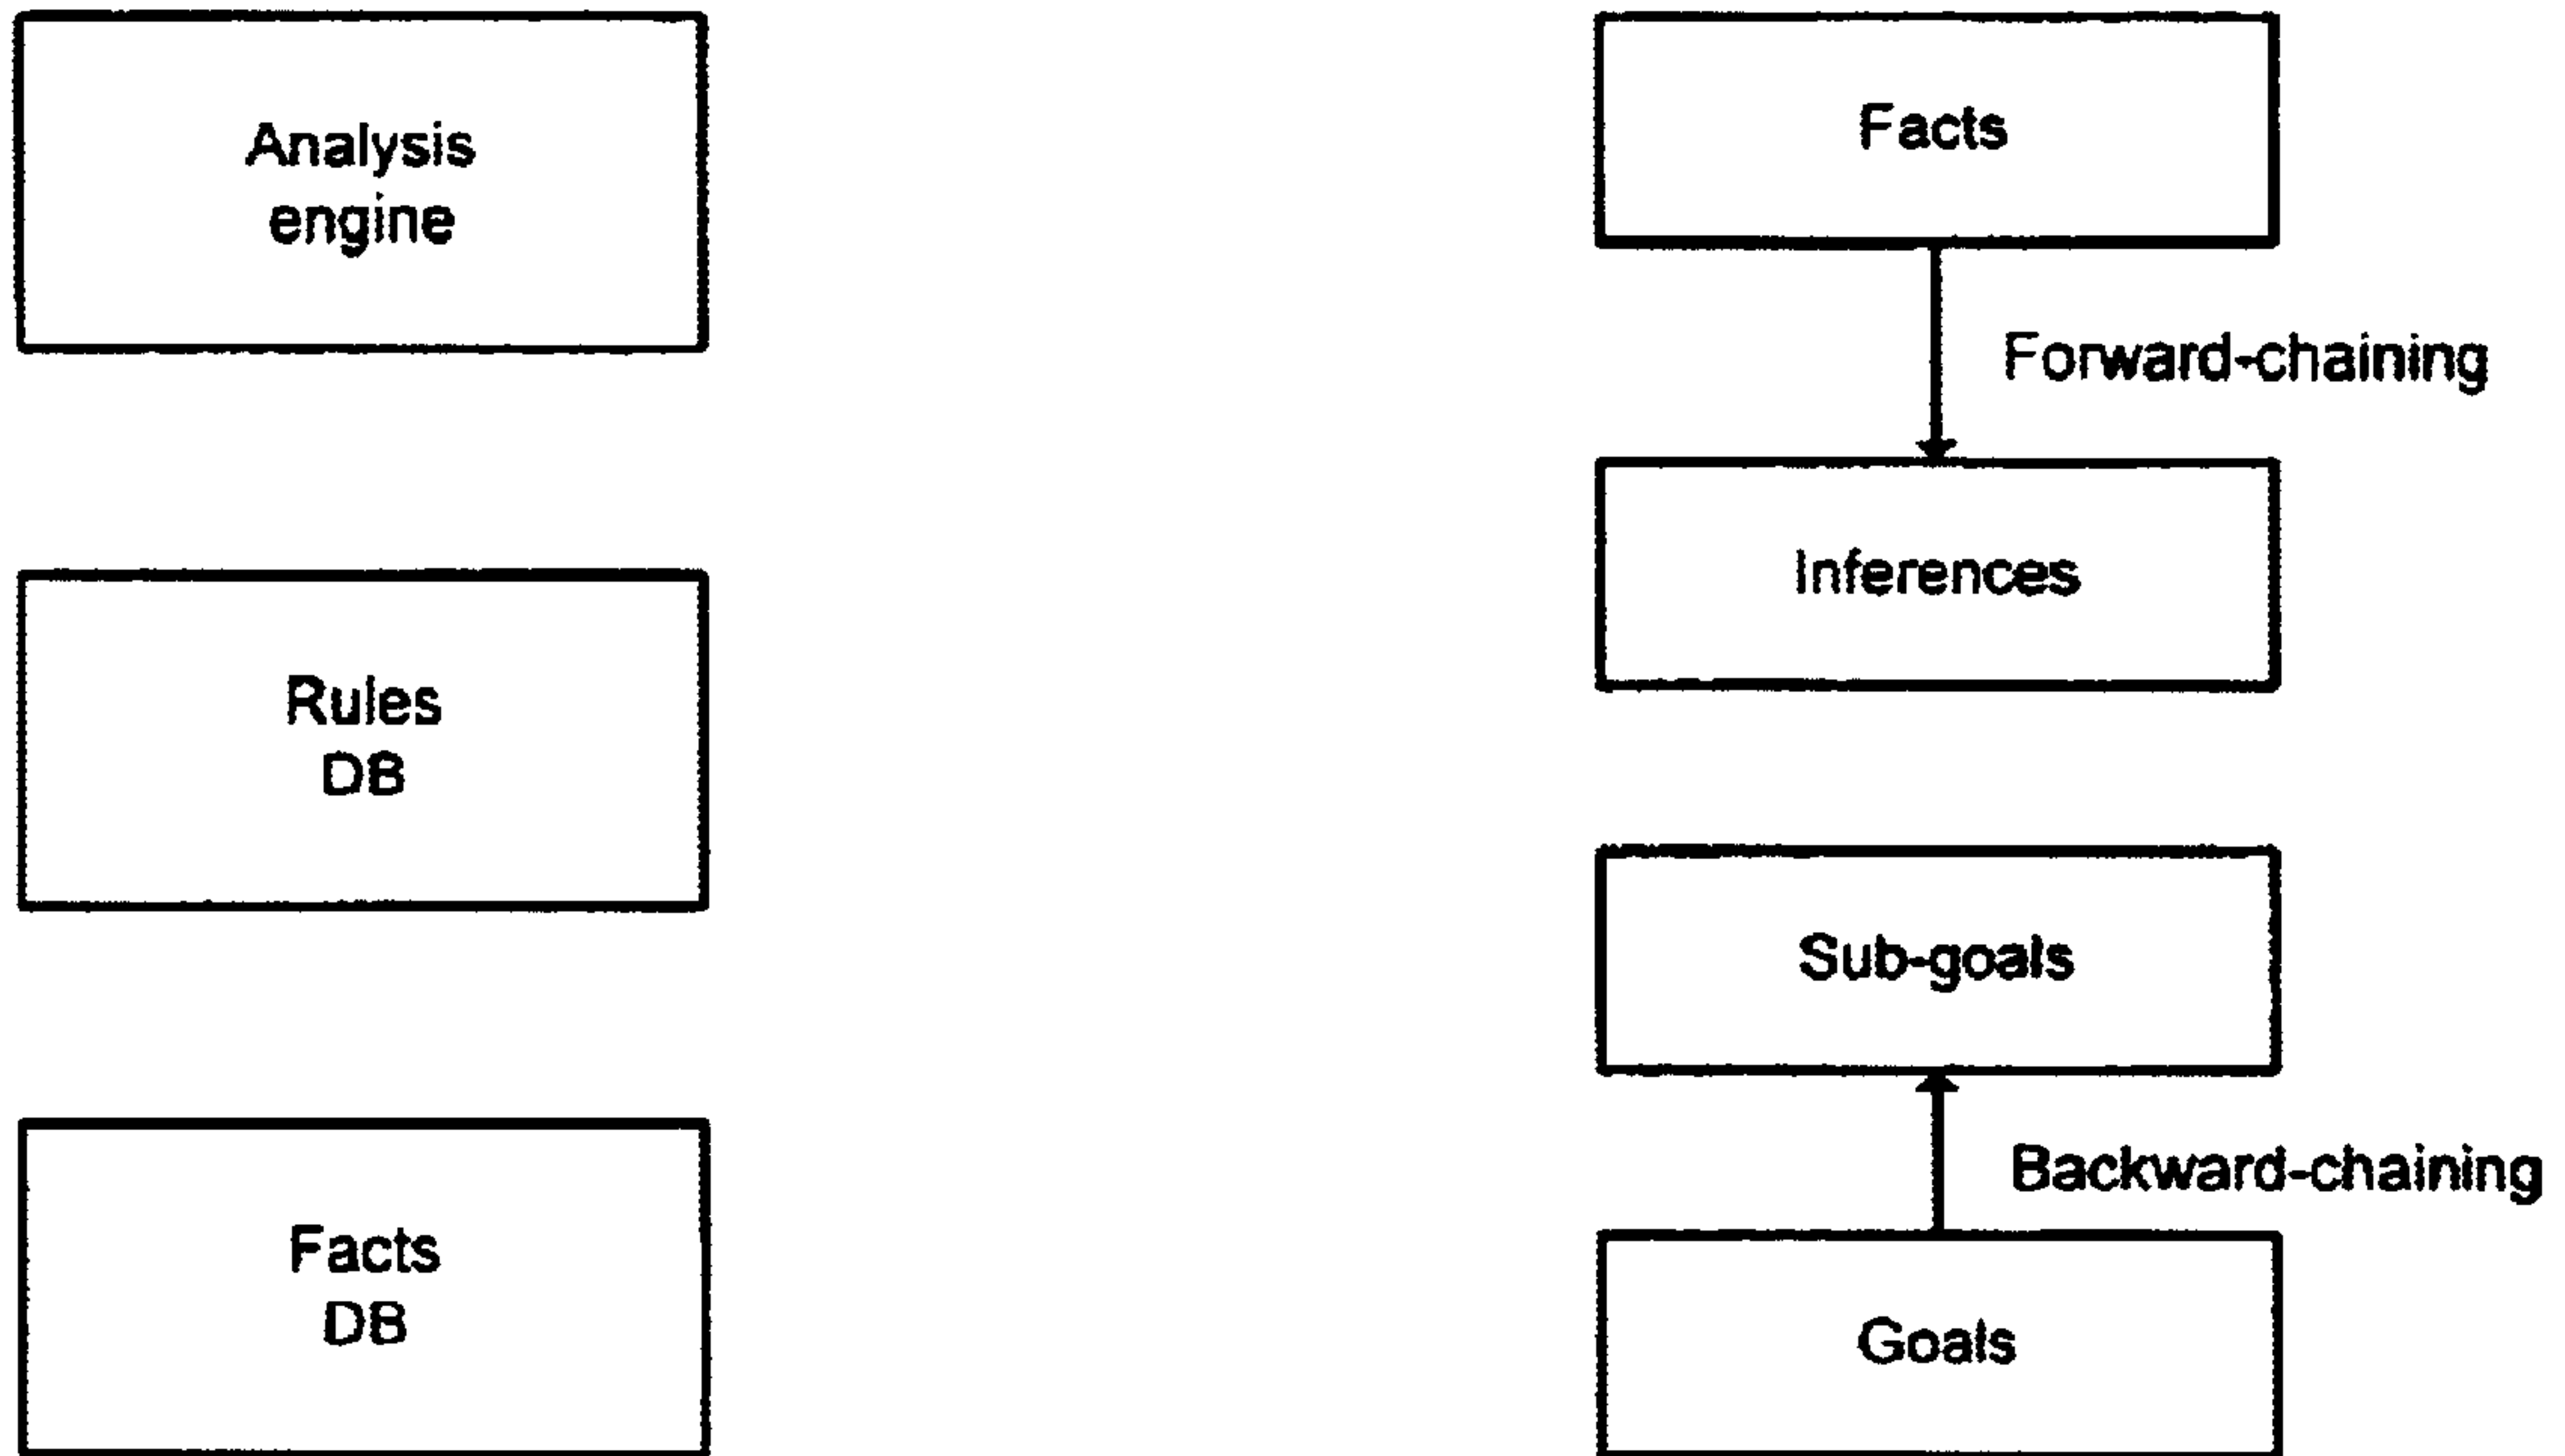 Analysis
engine
Rules
DB
Facts
DB
Facts
Forward-chaining
Inferences
Sub-goals
Backward-chaining
Goals